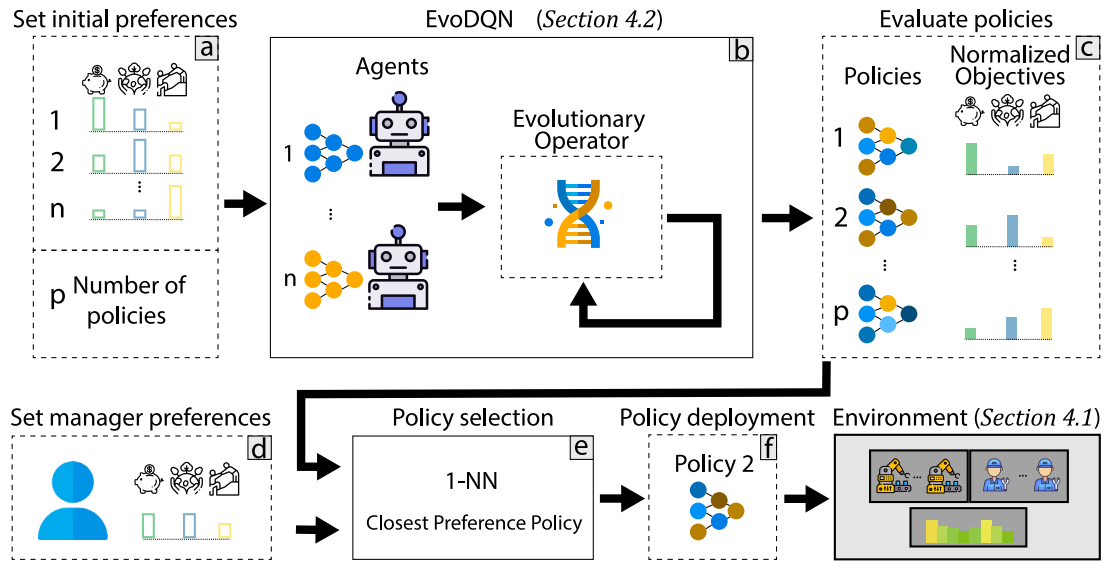 Set initial preferences
a
1
2
⋮
n
p Number of
policies
EvoDQN (Section 4.2)
b
Agents
1
...
n
Evolutionary
Operator
Evaluate policies
c
Policies
Normalized
Objectives
1
2
...
p
Set manager preferences
d
Policy selection
e
1-NN
Closest Preference Policy
Policy deployment
f
Policy 2
Environment (Section 4.1)
... ...